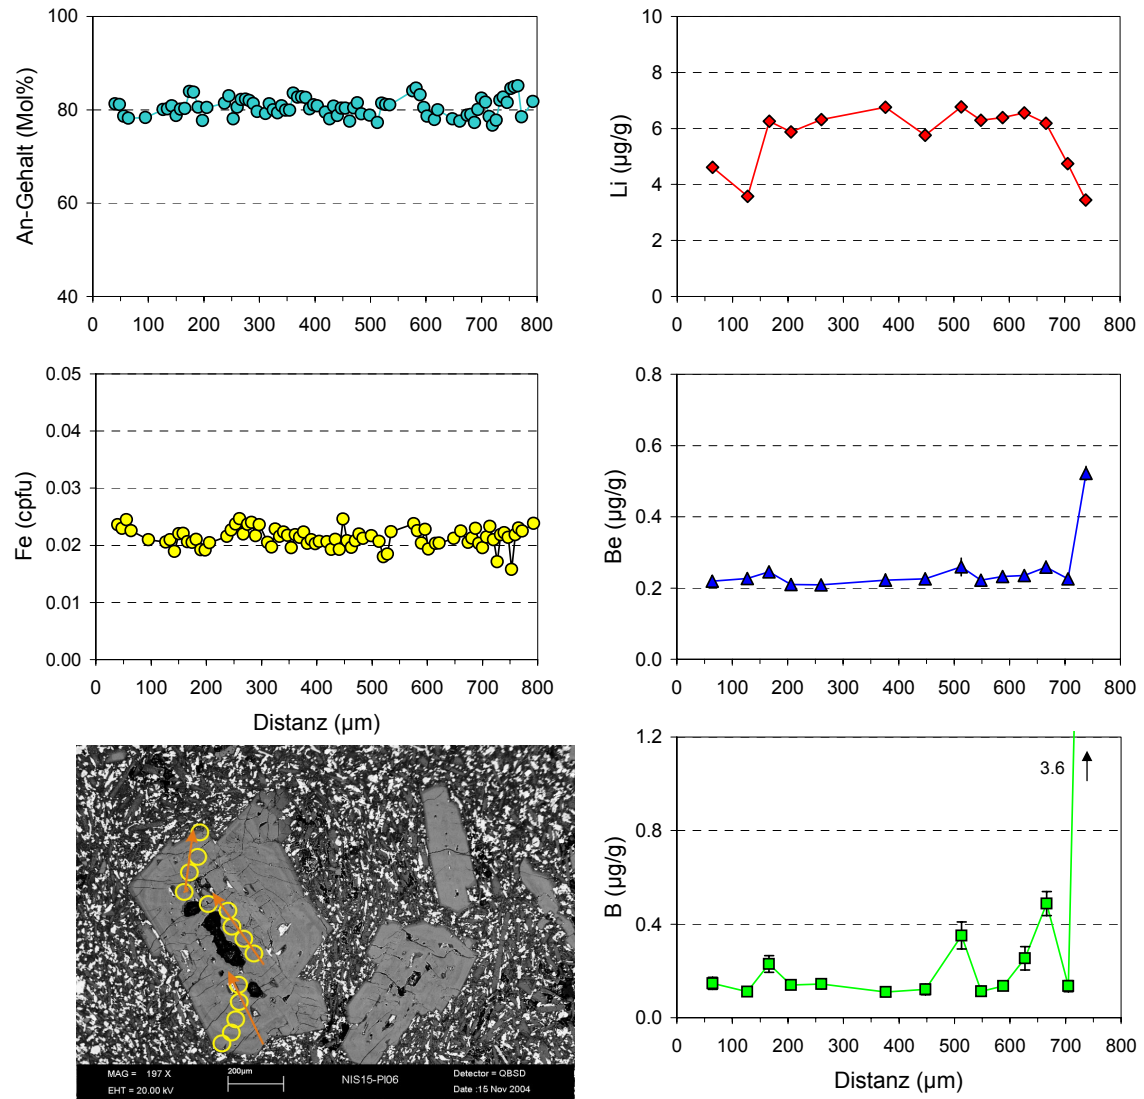 An-Gehalt (Mol%)
100
80
60
40
0 100 200 300 400 500 600 700 800
Li (µg/g)
10
8
6
4
2
0
0 100 200 300 400 500 600 700 800
Fe (cpfu)
0.05
0.04
0.03
0.02
0.01
0.00
0 100 200 300 400 500 600 700 800
Distanz (µm)
Be (µg/g)
0.8
0.6
0.4
0.2
0.0
0 100 200 300 400 500 600 700 800
MAG = 197 X
EHT = 20.00 kV
200µm
NIS15-Pl06
Detector = QBSD
Date :15 Nov 2004
B (µg/g)
1.2
0.8
0.4
0.0
3.6
0 100 200 300 400 500 600 700 800
Distanz (µm)